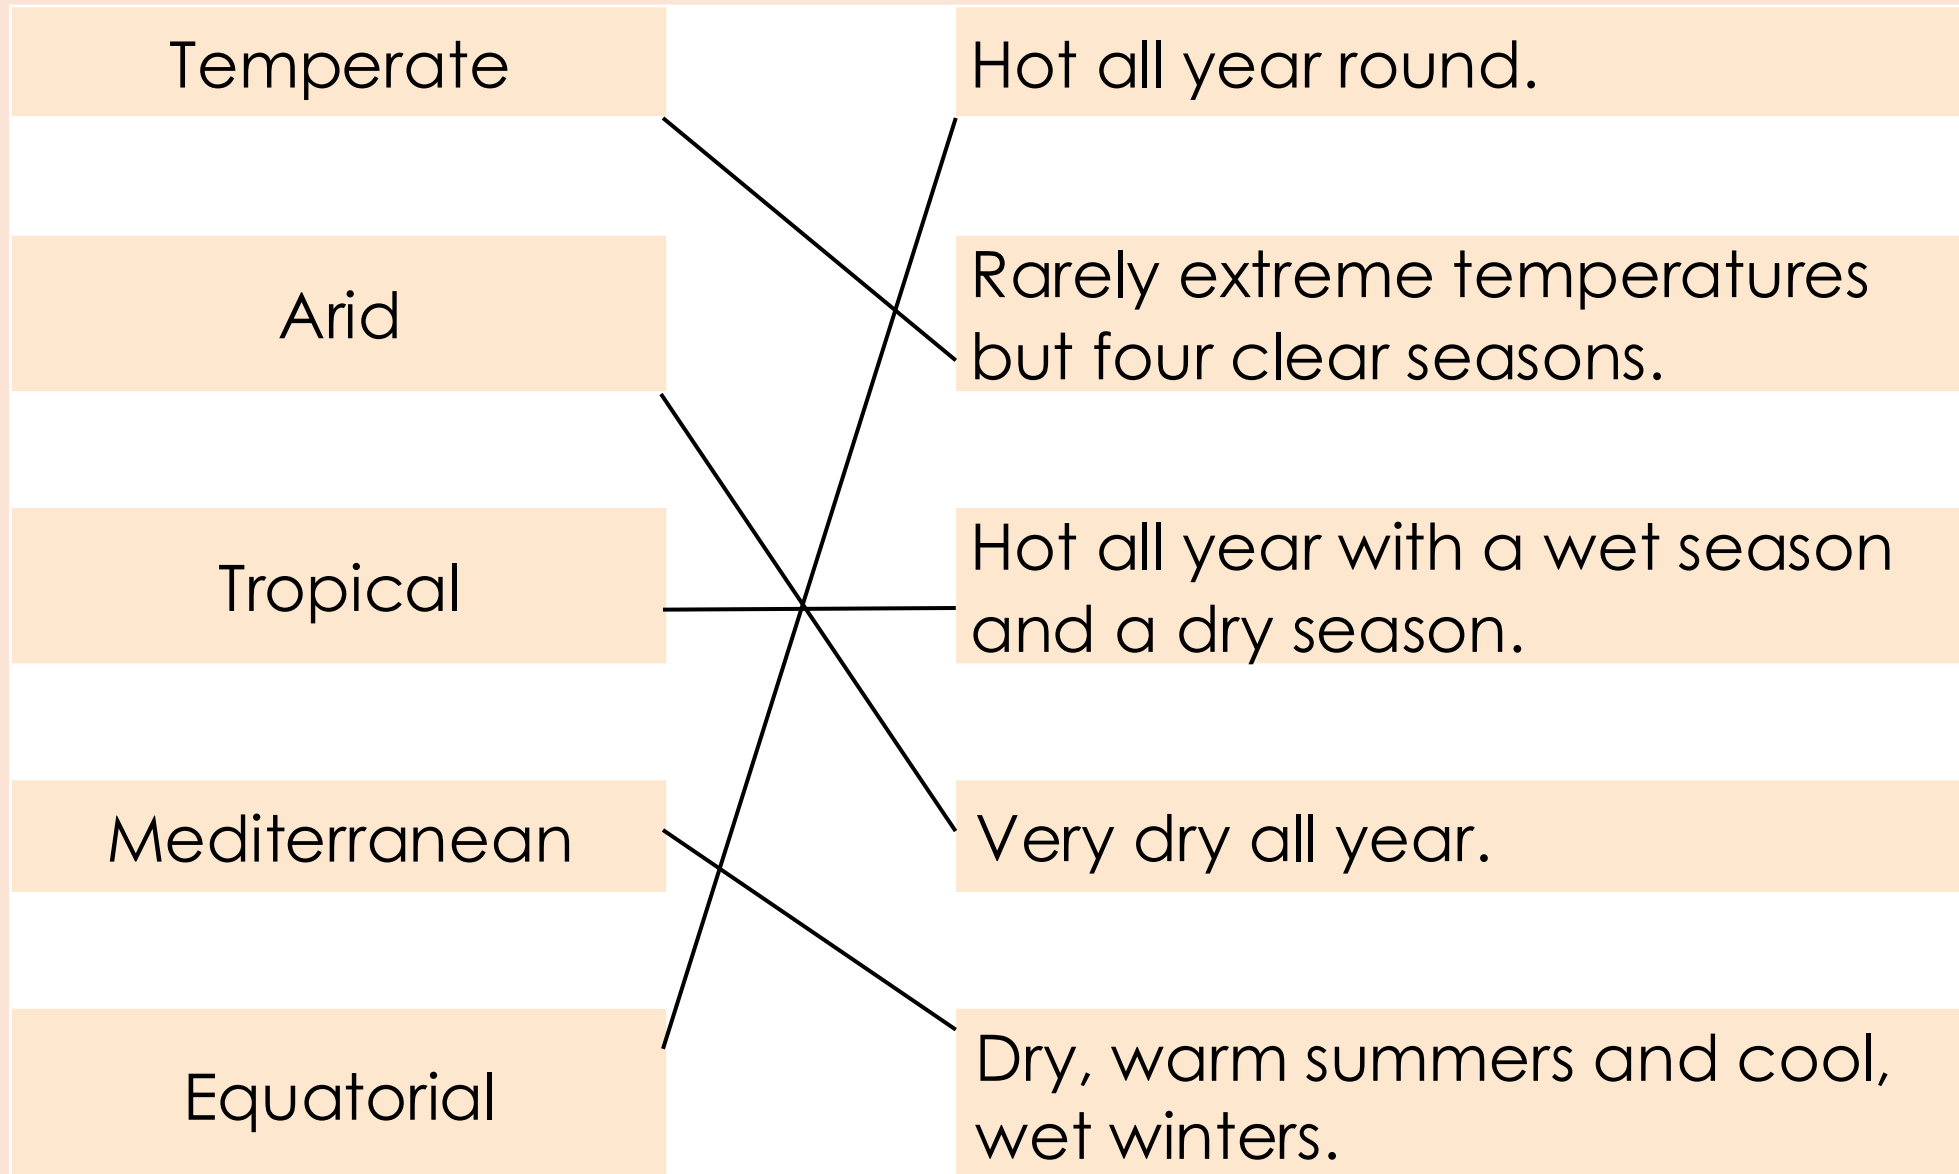 Temperate
Hot all year round.
Arid
Rarely extreme temperatures
but four clear seasons.
Tropical
Hot all year with a wet season
and a dry season.
Mediterranean
Very dry all year.
Equatorial
Dry, warm summers and cool,
wet winters.